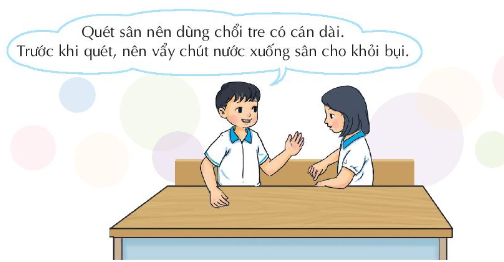 Quét sân nên dùng chổi tre có cán dài.
Trước khi quét, nên vẩy chút nước xuống sân cho khỏi bụi.